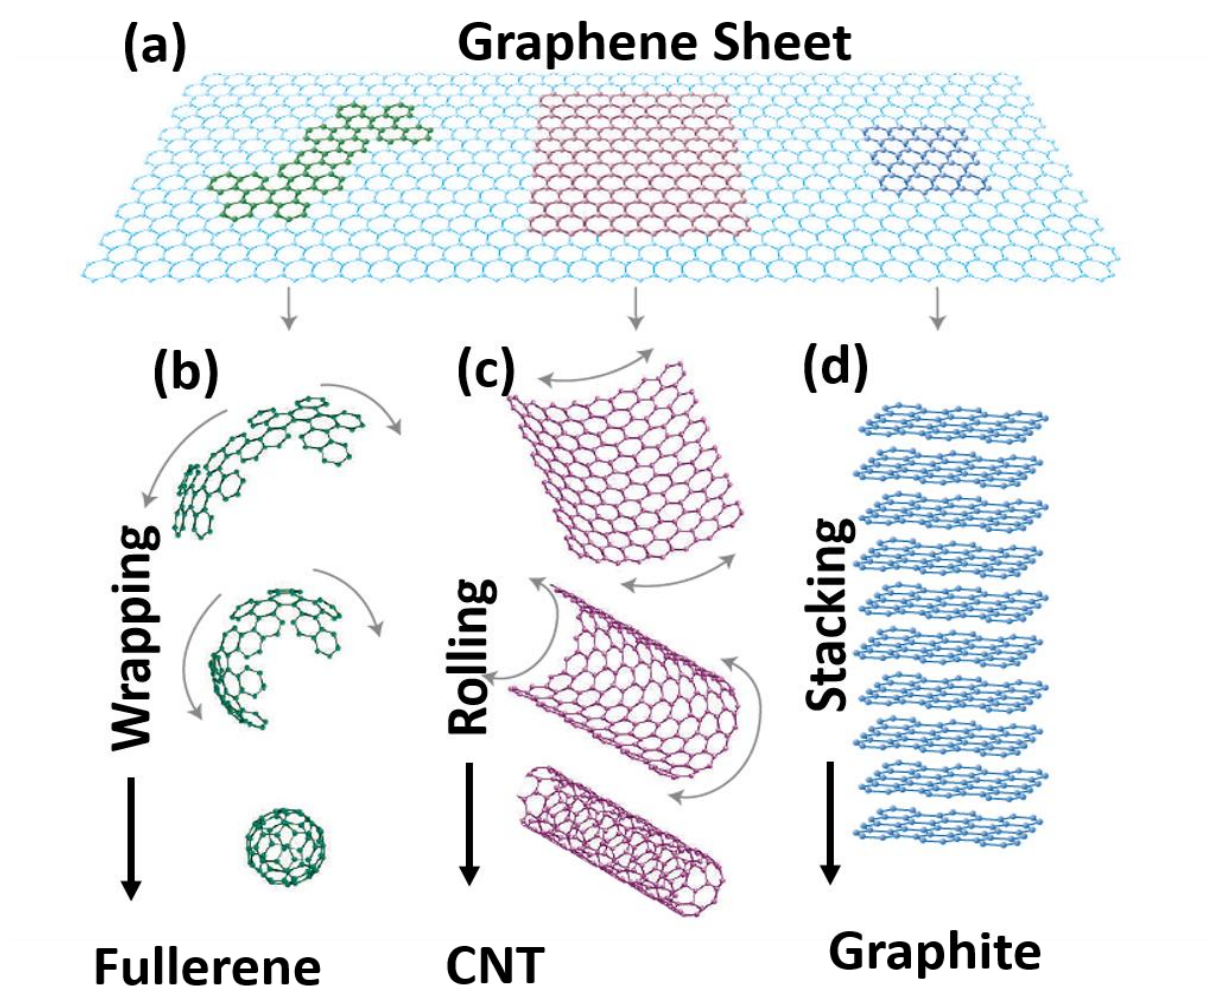 (a)
Graphene Sheet
(b)
(c)
(d)
Wrapping
Rolling
Stacking
Fullerene
CNT
Graphite